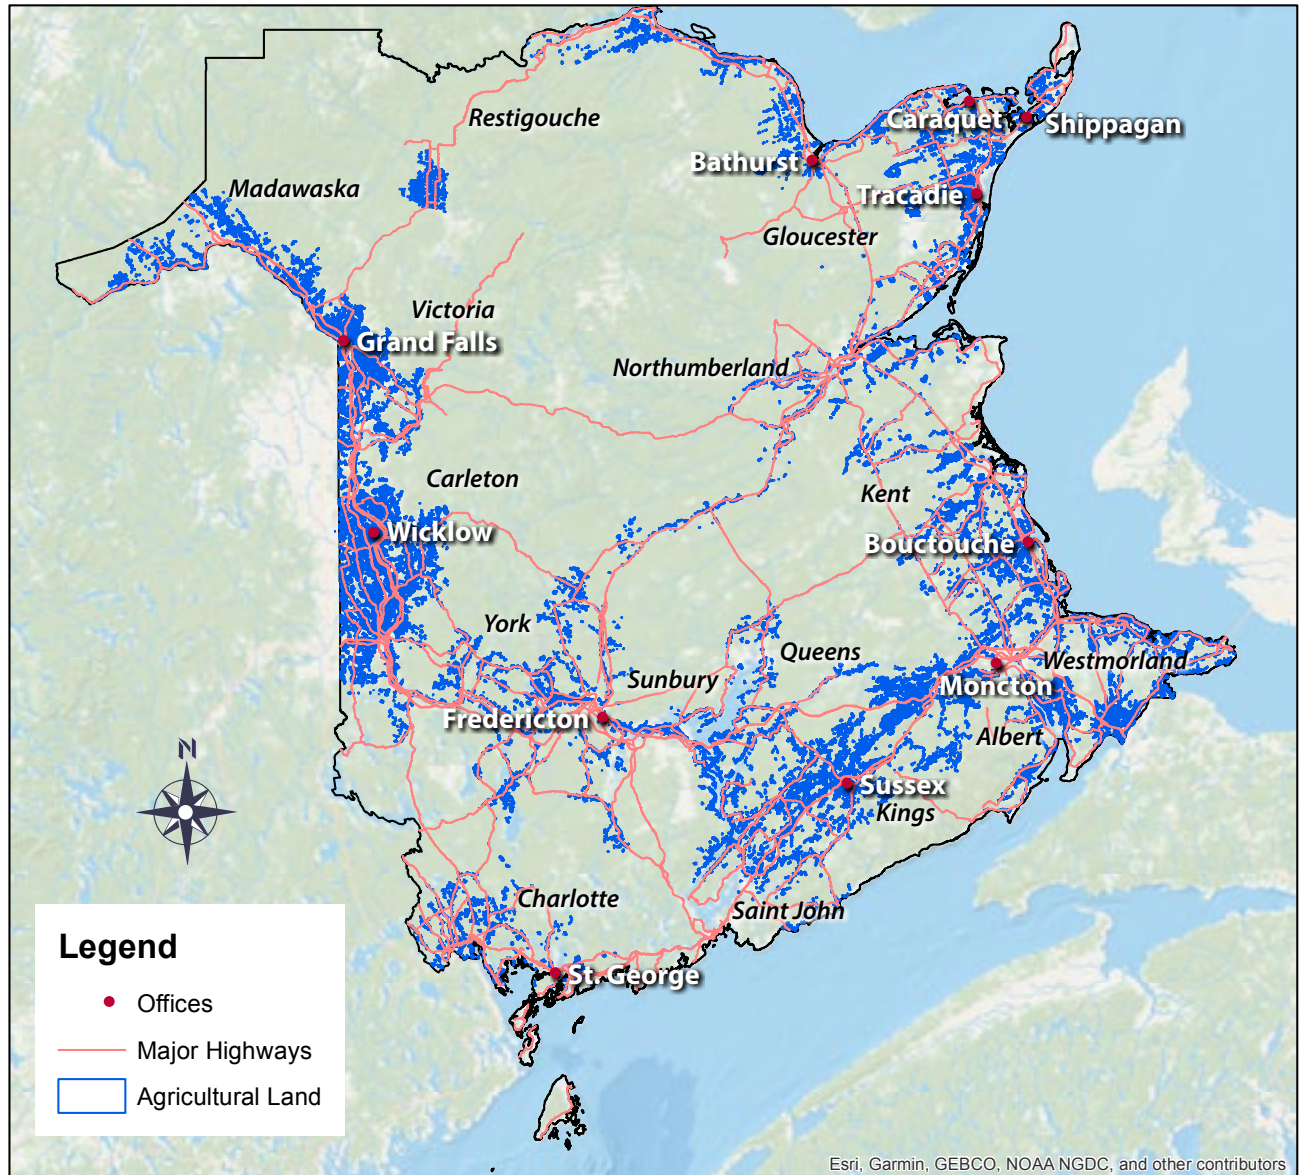 Restigouche
Caraquet
Shippagan
Bathurst
Madawaska
Tracadie
Gloucester
Victoria
Grand Falls
Northumberland
Carleton
Kent
Wicklow
Bouctouche
York
Queens
Westmorland
Sunbury
Moncton
Fredericton
Albert
N
Sussex
Kings
Charlotte
Saint John
St. George
Legend
Offices
Major Highways
Agricultural Land
Esri, Garmin, GEBCO, NOAA NGDC, and other contributors